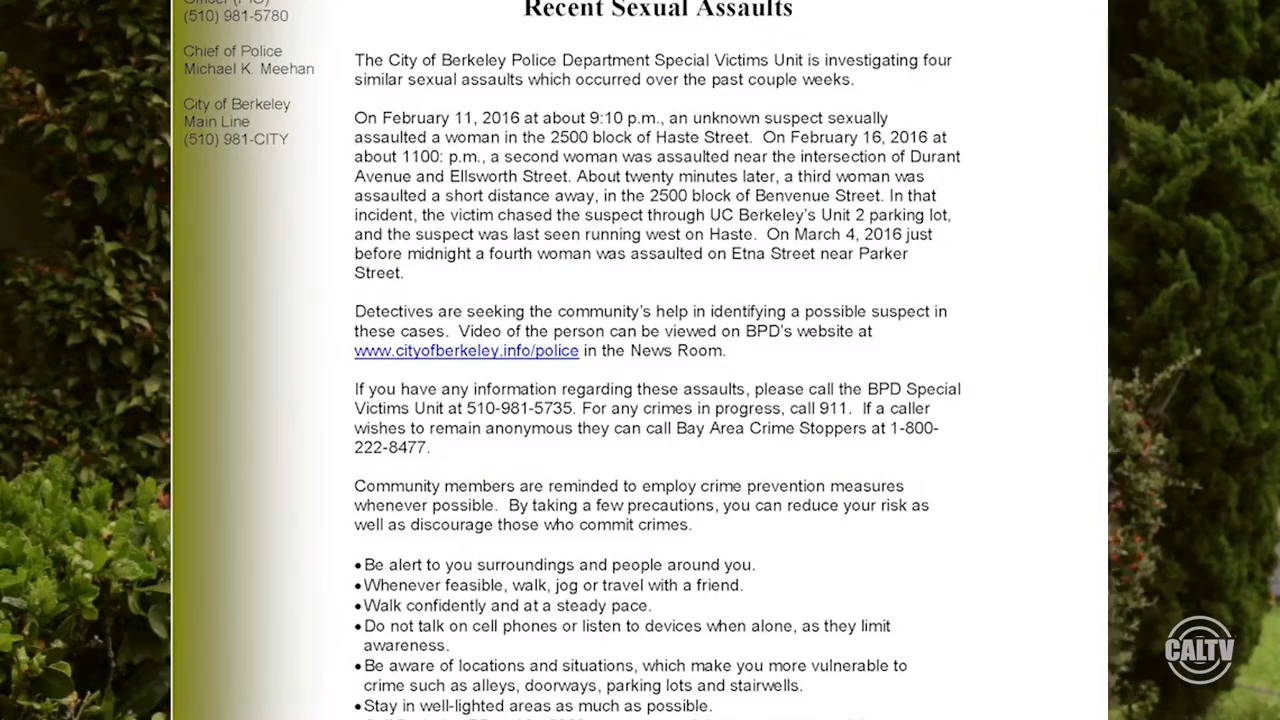 Officer (PIO)
(510) 981-5780
Chief of Police
Michael K. Meehan
City of Berkeley
Main Line
(510) 981-CITY
Recent Sexual Assaults
The City of Berkeley Police Department Special Victims Unit is investigating four
similar sexual assaults which occurred over the past couple weeks.
On February 11, 2016 at about 9:10 p.m., an unknown suspect sexually
assaulted a woman in the 2500 block of Haste Street. On February 16, 2016 at
about 1100: p.m., a second woman was assaulted near the intersection of Durant
Avenue and Ellsworth Street. About twenty minutes later, a third woman was
assaulted a short distance away, in the 2500 block of Benvenue Street. In that
incident, the victim chased the suspect through UC Berkeley's Unit 2 parking lot,
and the suspect was last seen running west on Haste. On March 4, 2016 just
before midnight a fourth woman was assaulted on Etna Street near Parker
Street.
Detectives are seeking the community's help in identifying a possible suspect in
these cases. Video of the person can be viewed on BPD's website at
www.cityofberkeley.info/police in the News Room.
If you have any information regarding these assaults, please call the BPD Special
Victims Unit at 510-981-5735. For any crimes in progress, call 911. If a caller
wishes to remain anonymous they can call Bay Area Crime Stoppers at 1-800-
222-8477.
Community members are reminded to employ crime prevention measures
whenever possible. By taking a few precautions, you can reduce your risk as
well as discourage those who commit crimes.
•Be alert to you surroundings and people around you.
•Whenever feasible, walk, jog or travel with a friend.
•Walk confidently and at a steady pace.
•Do not talk on cell phones or listen to devices when alone, as they limit
awareness.
•Be aware of locations and situations, which make you more vulnerable to
crime such as alleys, doorways, parking lots and stairwells.
•Stay in well-lighted areas as much as possible.
CALTV